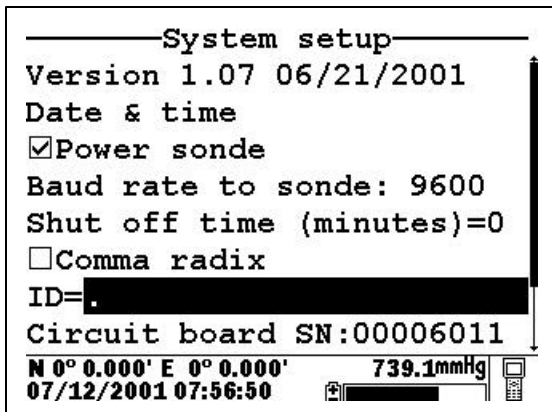 System setup
Version 1.07 06/21/2001
Date & time
☑Power sonde
Baud rate to sonde: 9600
Shut off time (minutes)=0
☐Comma radix
ID=.
Circuit board SN:00006011
N 0° 0.000' E 0° 0.000' 739.1mmHg
07/12/2001 07:56:50